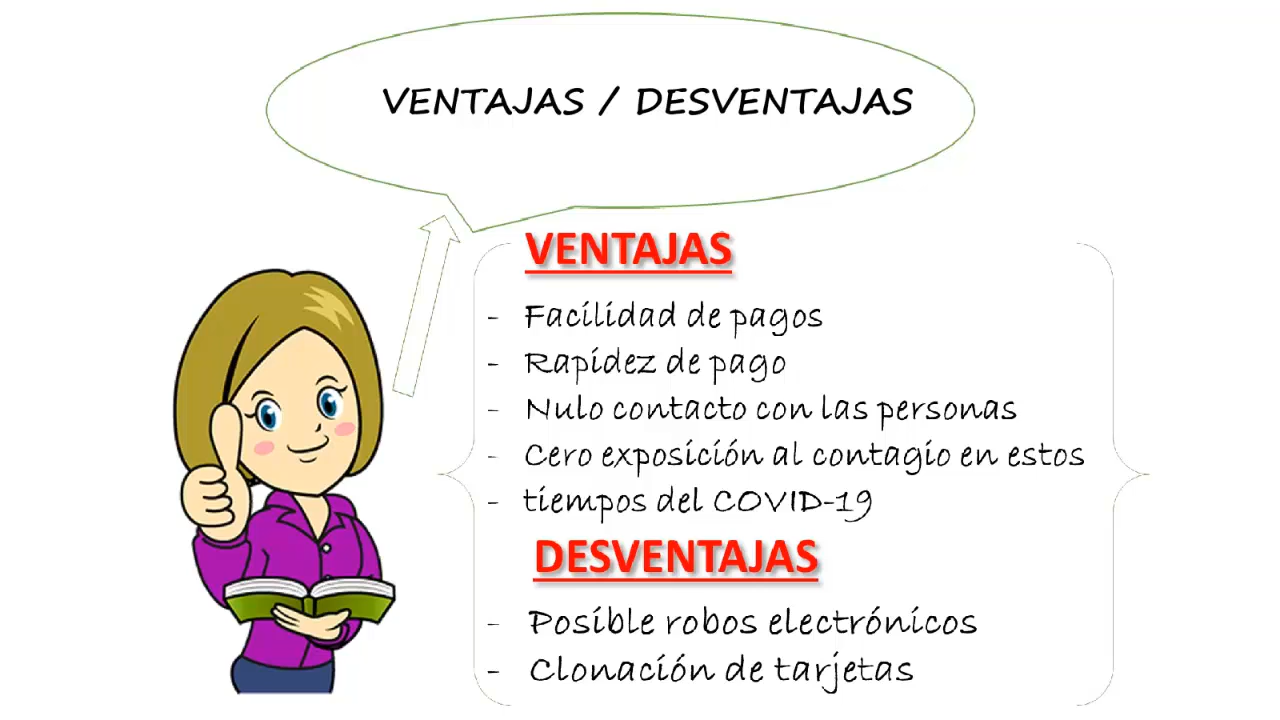 VENTAJAS / DESVENTAJAS
VENTAJAS
- Facilidad de pagos
- Rapidez de pago
- Nulo contacto con las personas
- Cero exposición al contagio en estos
- tiempos del COVID-19
DESVENTAJAS
- Posible robos electrónicos
- Clonación de tarjetas